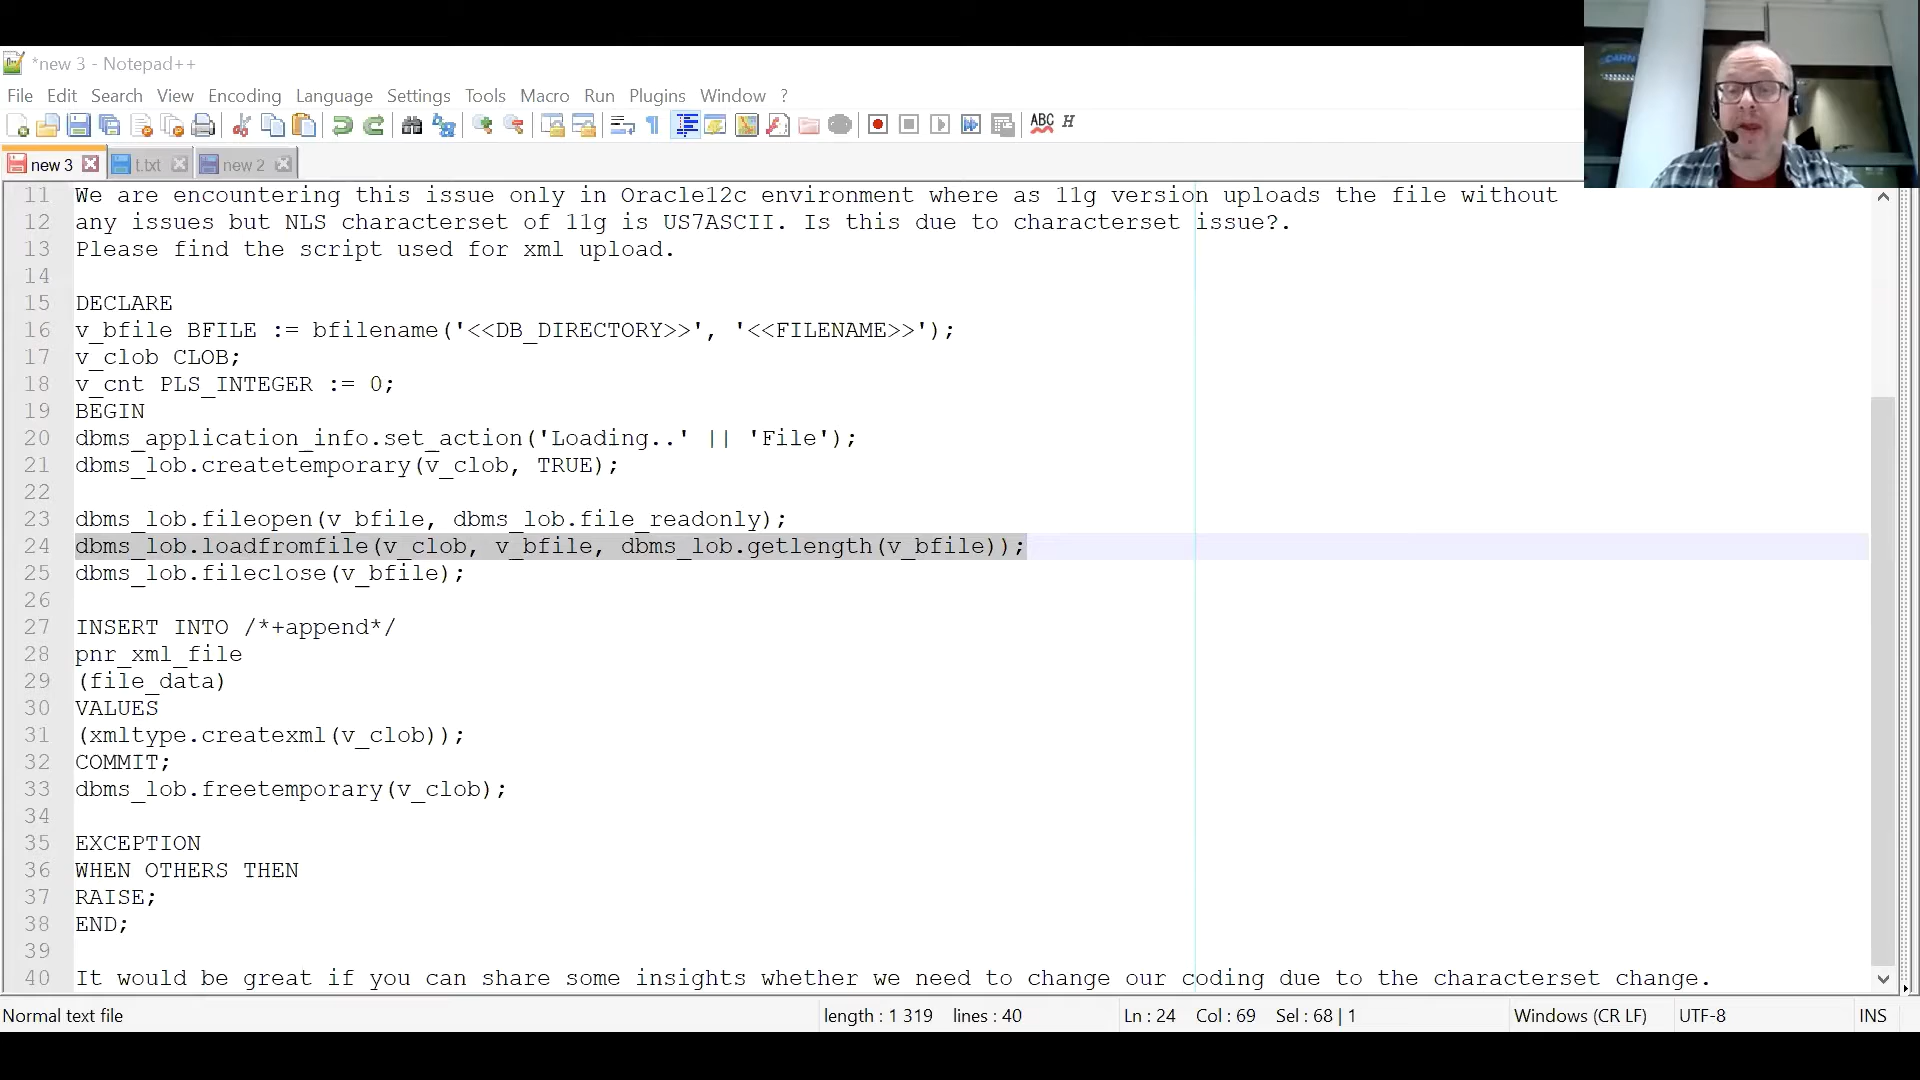 *new 3 - Notepad++
File Edit Search View Encoding Language Settings Tools Macro Run Plugins Window ?
ABC H
new 3 t.txt new 2
11 We are encountering this issue only in Oracle12c environment where as 11g version uploads the file without
12 any issues but NLS characterset of 11g is US7ASCII. Is this due to characterset issue?.
13 Please find the script used for xml upload.
14
15 DECLARE
16 v_bfile BFILE := bfilename('<<DB_DIRECTORY>>', '<<FILENAME>>');
17 v_clob CLOB;
18 v_cnt PLS_INTEGER := 0;
19 BEGIN
20 dbms_application_info.set_action('Loading..' || 'File');
21 dbms_lob.createtemporary(v_clob, TRUE);
22
23 dbms_lob.fileopen(v_bfile, dbms_lob.file_readonly);
24 dbms_lob.loadfromfile(v_clob, v_bfile, dbms_lob.getlength(v_bfile));
25 dbms_lob.fileclose(v_bfile);
26
27 INSERT INTO /*+append*/
28 pnr_xml_file
29 (file_data)
30 VALUES
31 (xmltype.createxml(v_clob));
32 COMMIT;
33 dbms_lob.freetemporary(v_clob);
34
35 EXCEPTION
36 WHEN OTHERS THEN
37 RAISE;
38 END;
39
40 It would be great if you can share some insights whether we need to change our coding due to the characterset change.
Normal text file length : 1 319 lines : 40 Ln : 24 Col : 69 Sel : 68 | 1 Windows (CR LF) UTF-8 INS